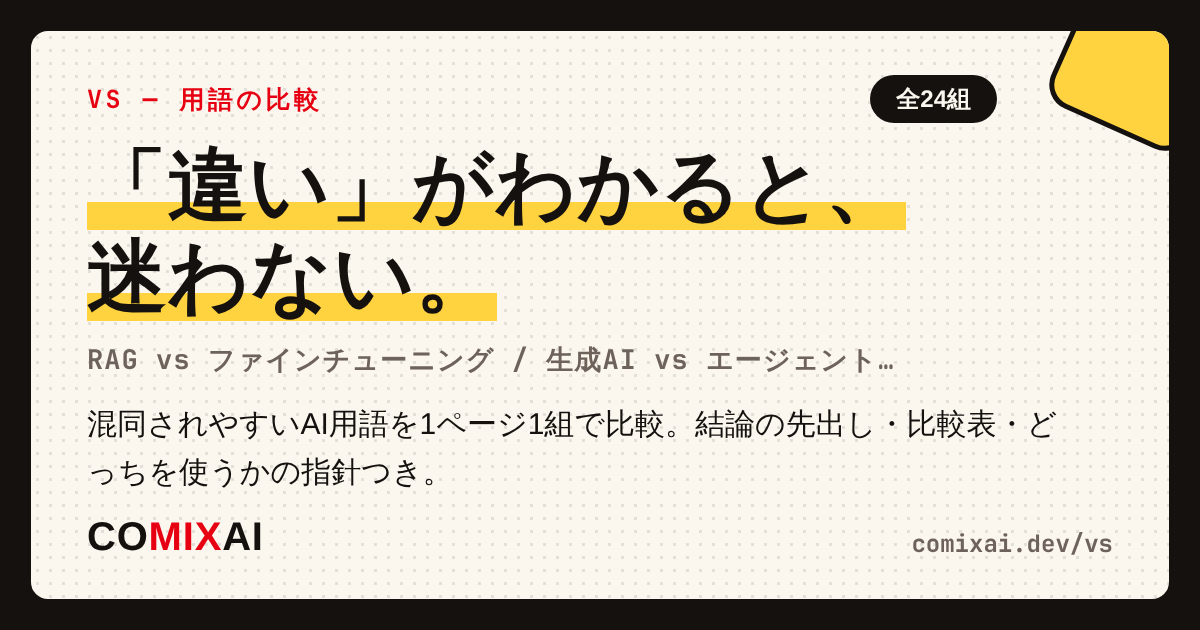 VS — 用語の比較
全24組
「違い」がわかると、
迷わない。
RAG vs ファインチューニング / 生成AI vs エージェント…
混同されやすいAI用語を1ページ1組で比較。結論の先出し・比較表・ど
っちを使うかの指針つき。
COMIXAI
comixai.dev/vs